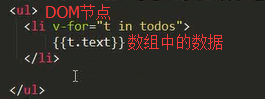 <ul> DOM节点
<li v-for="t in todos">
{{t.text}}数组中的数据
</li>
</ul>